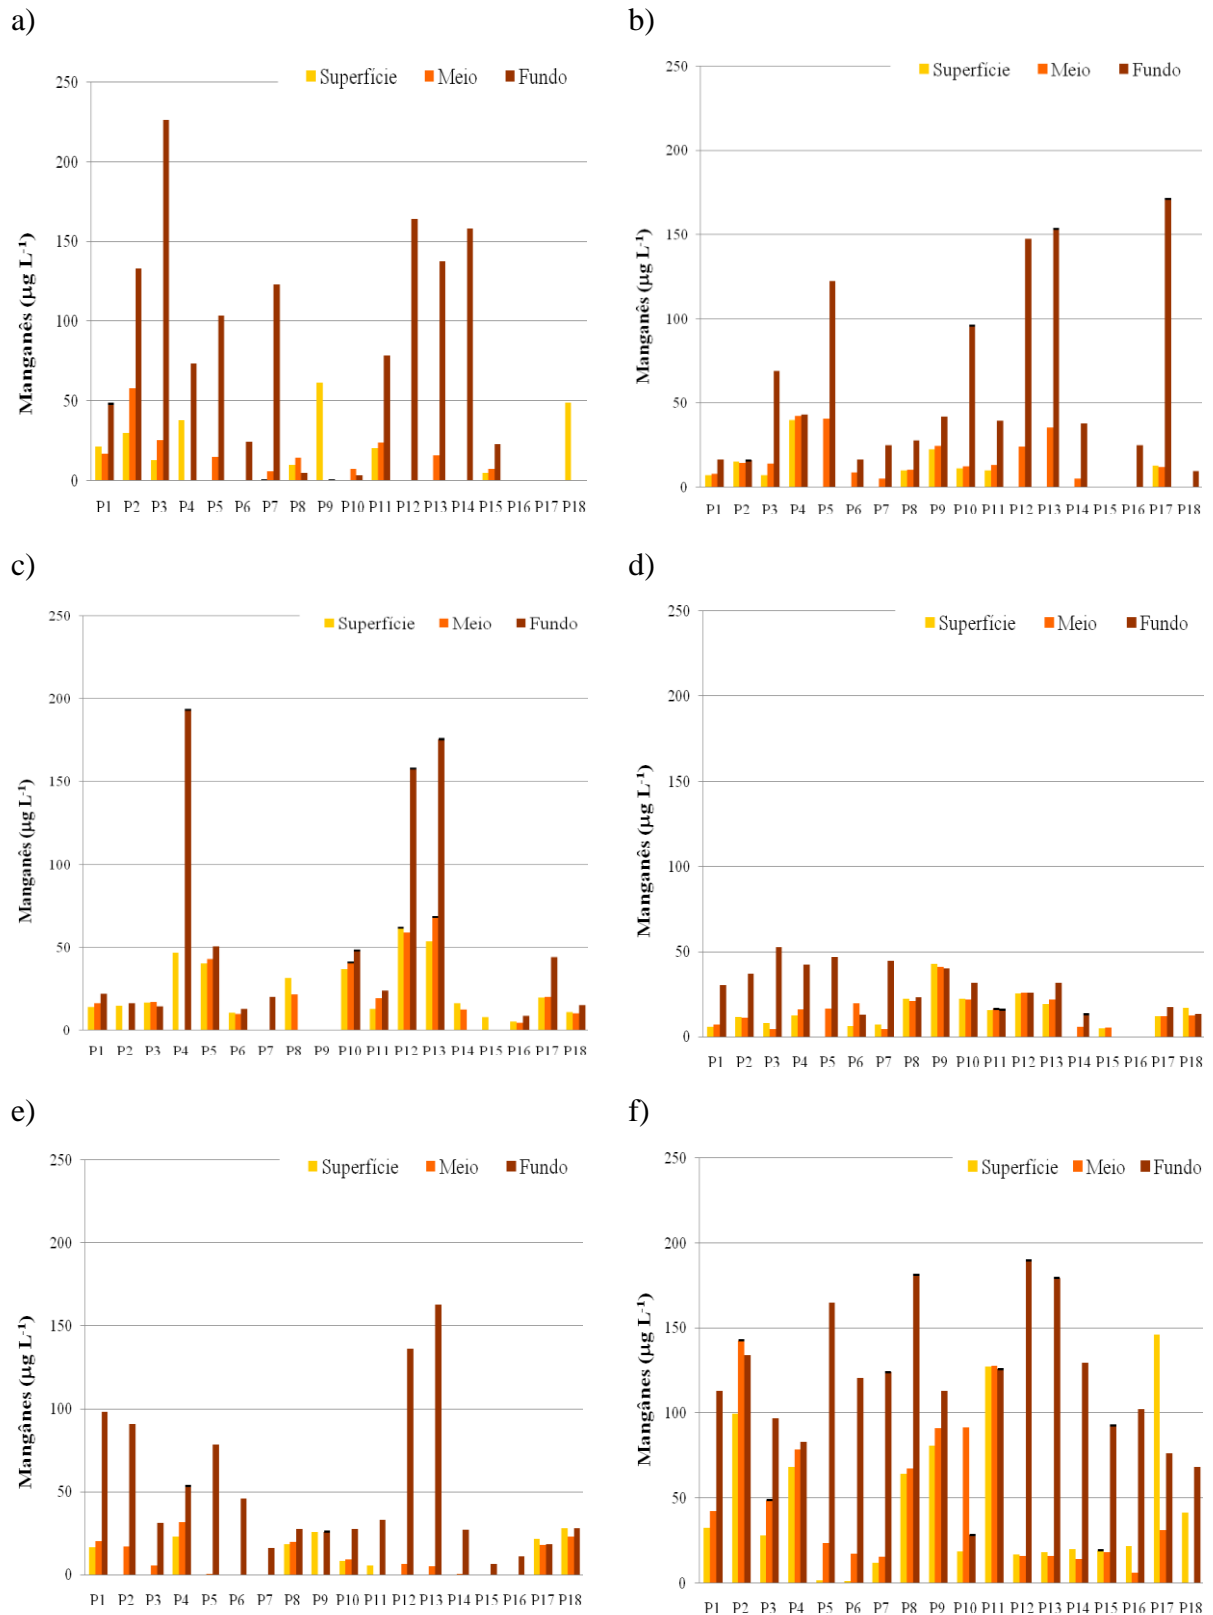 a)
Superfície Meio Fundo
250
200
150
100
50
0
Manganês (µg L⁻¹)
P1 P2 P3 P4 P5 P6 P7 P8 P9 P10 P11 P12 P13 P14 P15 P16 P17 P18
b)
Superfície Meio Fundo
250
200
150
100
50
0
Manganês (µg L⁻¹)
P1 P2 P3 P4 P5 P6 P7 P8 P9 P10 P11 P12 P13 P14 P15 P16 P17 P18
c)
Superfície Meio Fundo
250
200
150
100
50
0
Manganês (µg L⁻¹)
P1 P2 P3 P4 P5 P6 P7 P8 P9 P10 P11 P12 P13 P14 P15 P16 P17 P18
d)
Superfície Meio Fundo
250
200
150
100
50
0
Manganês (µg L⁻¹)
P1 P2 P3 P4 P5 P6 P7 P8 P9 P10 P11 P12 P13 P14 P15 P16 P17 P18
e)
Superfície Meio Fundo
250
200
150
100
50
0
Mangânes (µg L⁻¹)
P1 P2 P3 P4 P5 P6 P7 P8 P9 P10 P11 P12 P13 P14 P15 P16 P17 P18
f)
Superfície Meio Fundo
250
200
150
100
50
0
Mangânes (µg L⁻¹)
P1 P2 P3 P4 P5 P6 P7 P8 P9 P10 P11 P12 P13 P14 P15 P16 P17 P18